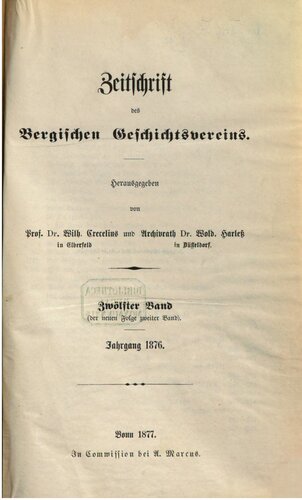 Zeitschrift
des
Bergischen Geschichtsvereins.
Herausgegeben
von
Prof. Dr. Wilh. Crecelius und Archivrath Dr. Wold. Harleß
in Elberfeld in Düsseldorf.
Zwölfter Band
(der neuen Folge zweiter Band).
Jahrgang 1876.
Bonn 1877.
In Commission bei A. Marcus.